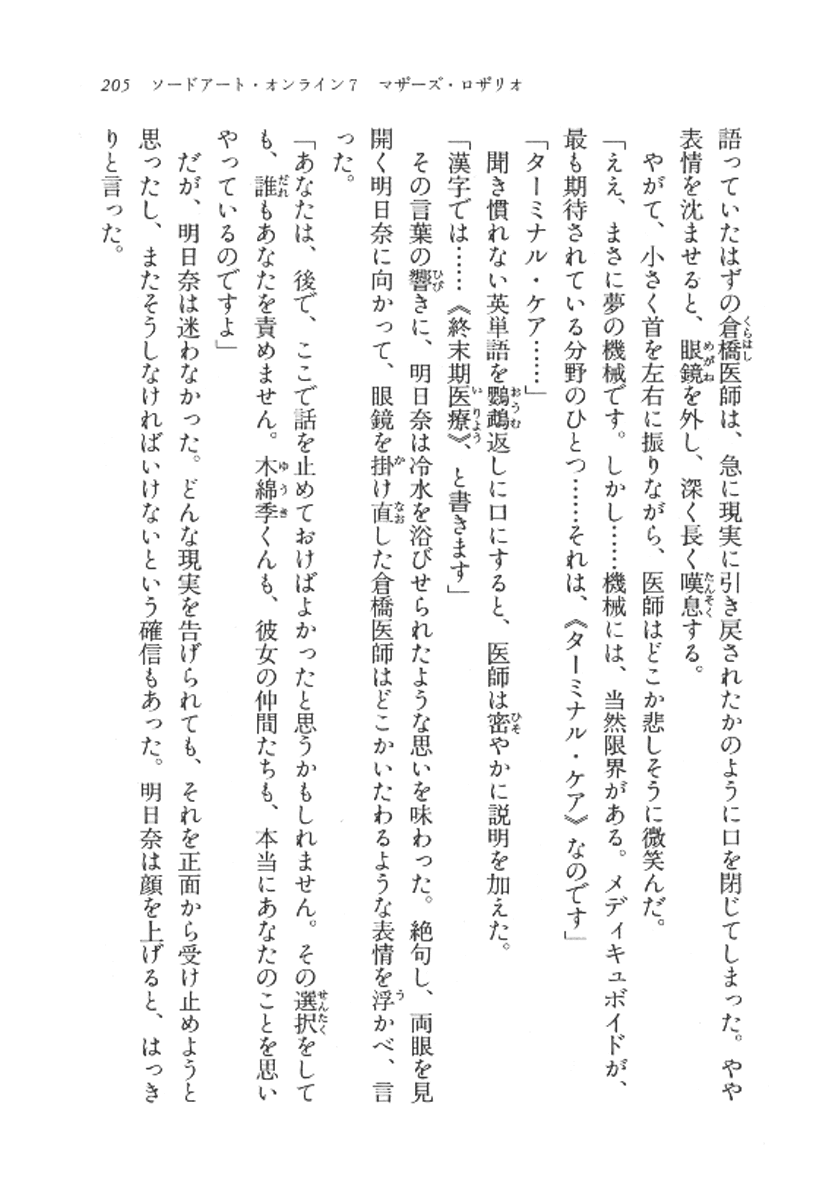 205 ソードアート・オンライン7 マザーズ・ロザリオ
語っていたはずの倉橋医師は、急に現実に引き戻されたかのように口を閉じてしまった。やや
表情を沈ませると、眼鏡を外し、深く長く嘆息する。
やがて、小さく首を左右に振りながら、医師はどこか悲しそうに微笑んだ。
「ええ、まさに夢の機械です。しかし……機械には、当然限界がある。メディキュボイドが、
最も期待されている分野のひとつ……それは、《ターミナル・ケア》なのです」
「ターミナル・ケア……」
聞き慣れない英単語を鸚鵡返しに口にすると、医師は密やかに説明を加えた。
「漢字では……《終末期医療》、と書きます」
その言葉の響きに、明日奈は冷水を浴びせられたような思いを味わった。絶句し、両眼を見
開く明日奈に向かって、眼鏡を掛け直した倉橋医師はどこかいたわるような表情を浮かべ、言
った。
「あなたは、後で、ここで話を止めておけばよかったと思うかもしれません。その選択をして
も、誰もあなたを責めません。木綿季くんも、彼女の仲間たちも、本当にあなたのことを思い
やっているのですよ」
だが、明日奈は迷わなかった。どんな現実を告げられても、それを正面から受け止めようと
思ったし、またそうしなければいけないという確信もあった。明日奈は顔を上げると、はっき
りと言った。